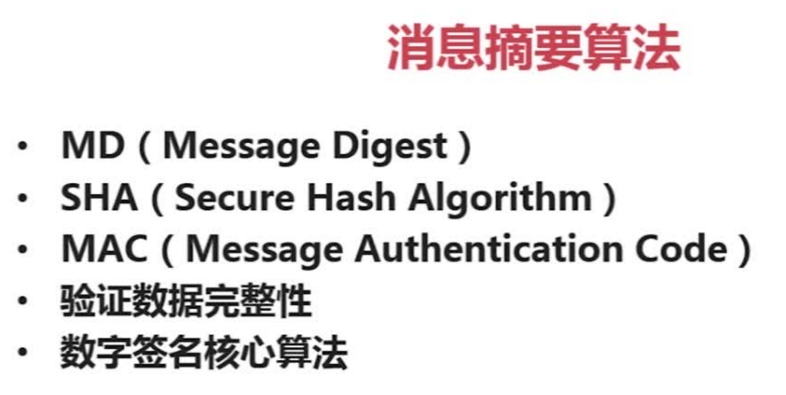 消息摘要算法
• MD（Message Digest）
• SHA（Secure Hash Algorithm）
• MAC（Message Authentication Code）
• 验证数据完整性
• 数字签名核心算法